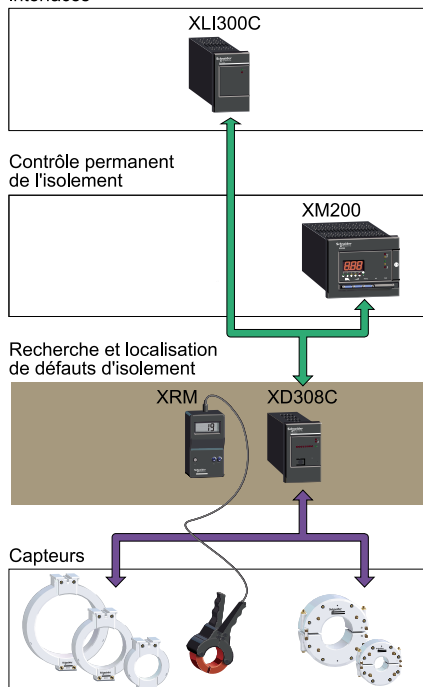 Interfaces
XLI300C
Contrôle permanent
de l'isolement
XM200
Recherche et localisation
de défauts d'isolement
XRM
XD308C
Capteurs